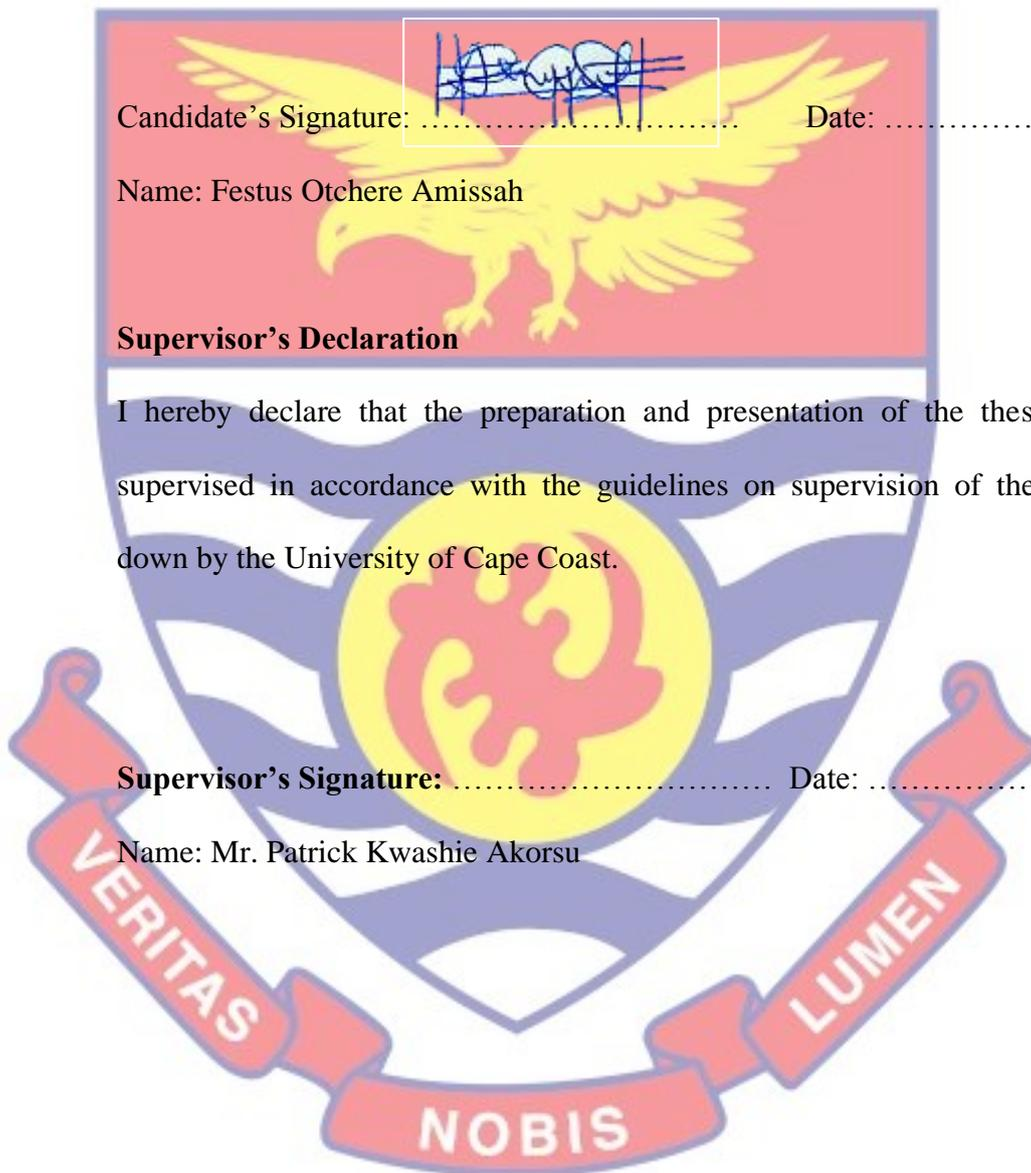 Candidate’s Signature: ………………………… Date: ……………
Name: Festus Otchere Amissah
Supervisor’s Declaration
I hereby declare that the preparation and presentation of the thes
supervised in accordance with the guidelines on supervision of the
down by the University of Cape Coast.
Supervisor’s Signature: ………………………… Date: ……………
Name: Mr. Patrick Kwashie Akorsu
VERITAS
NOBIS
LUMEN